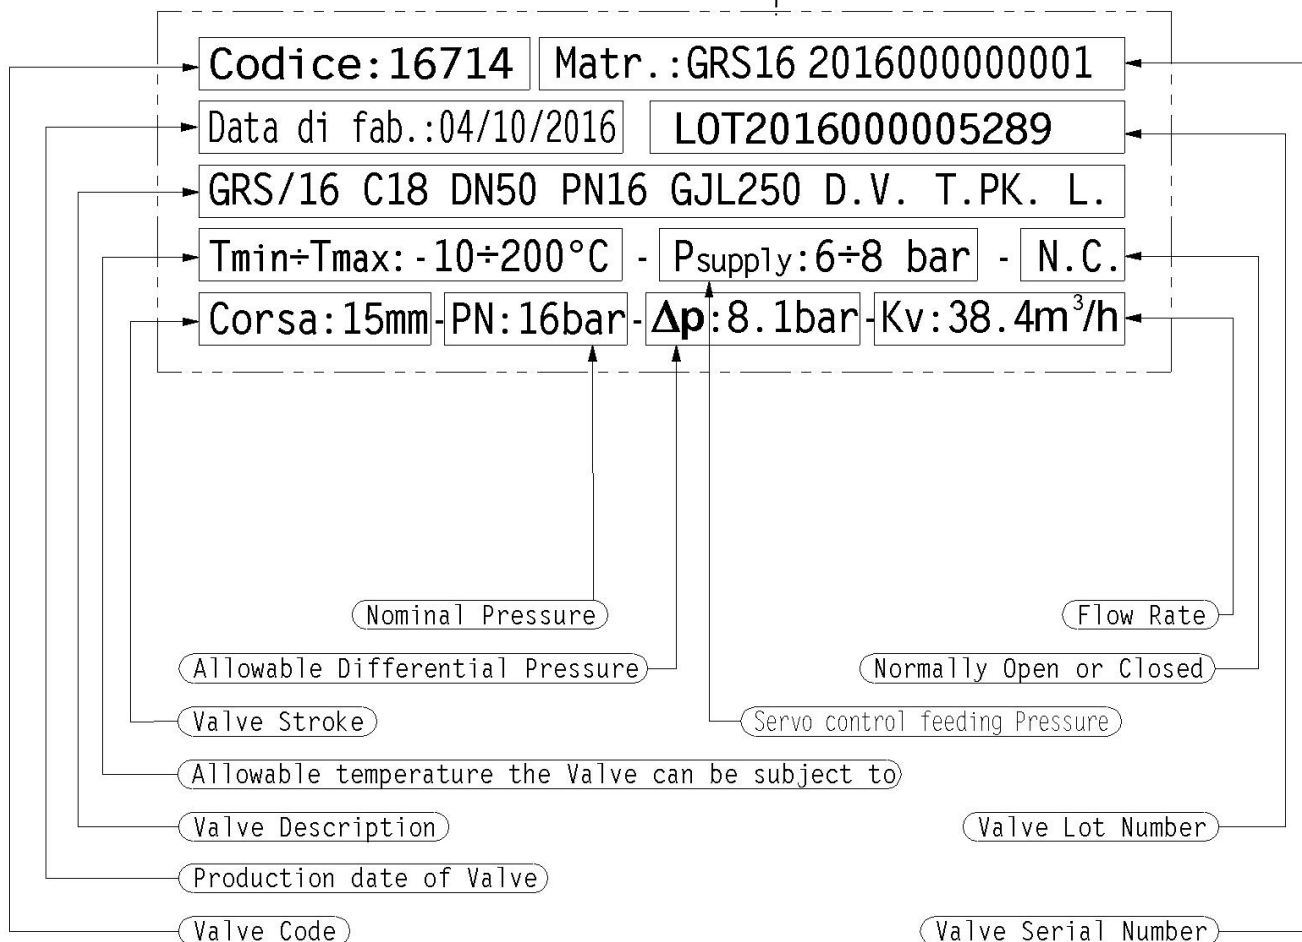 Codice:16714 Matr.:GRS16 2016000000001
Data di fab.:04/10/2016 LOT2016000005289
GRS/16 C18 DN50 PN16 GJL250 D.V. T.PK. L.
Tmin÷Tmax:-10÷200°C - Psupply:6÷8 bar - N.C.
Corsa:15mm-PN:16bar-Δp:8.1bar-Kv:38.4m³/h
Nominal Pressure
Flow Rate
Allowable Differential Pressure
Normally Open or Closed
Valve Stroke
Servo control feeding Pressure
Allowable temperature the Valve can be subject to
Valve Description
Valve Lot Number
Production date of Valve
Valve Code
Valve Serial Number